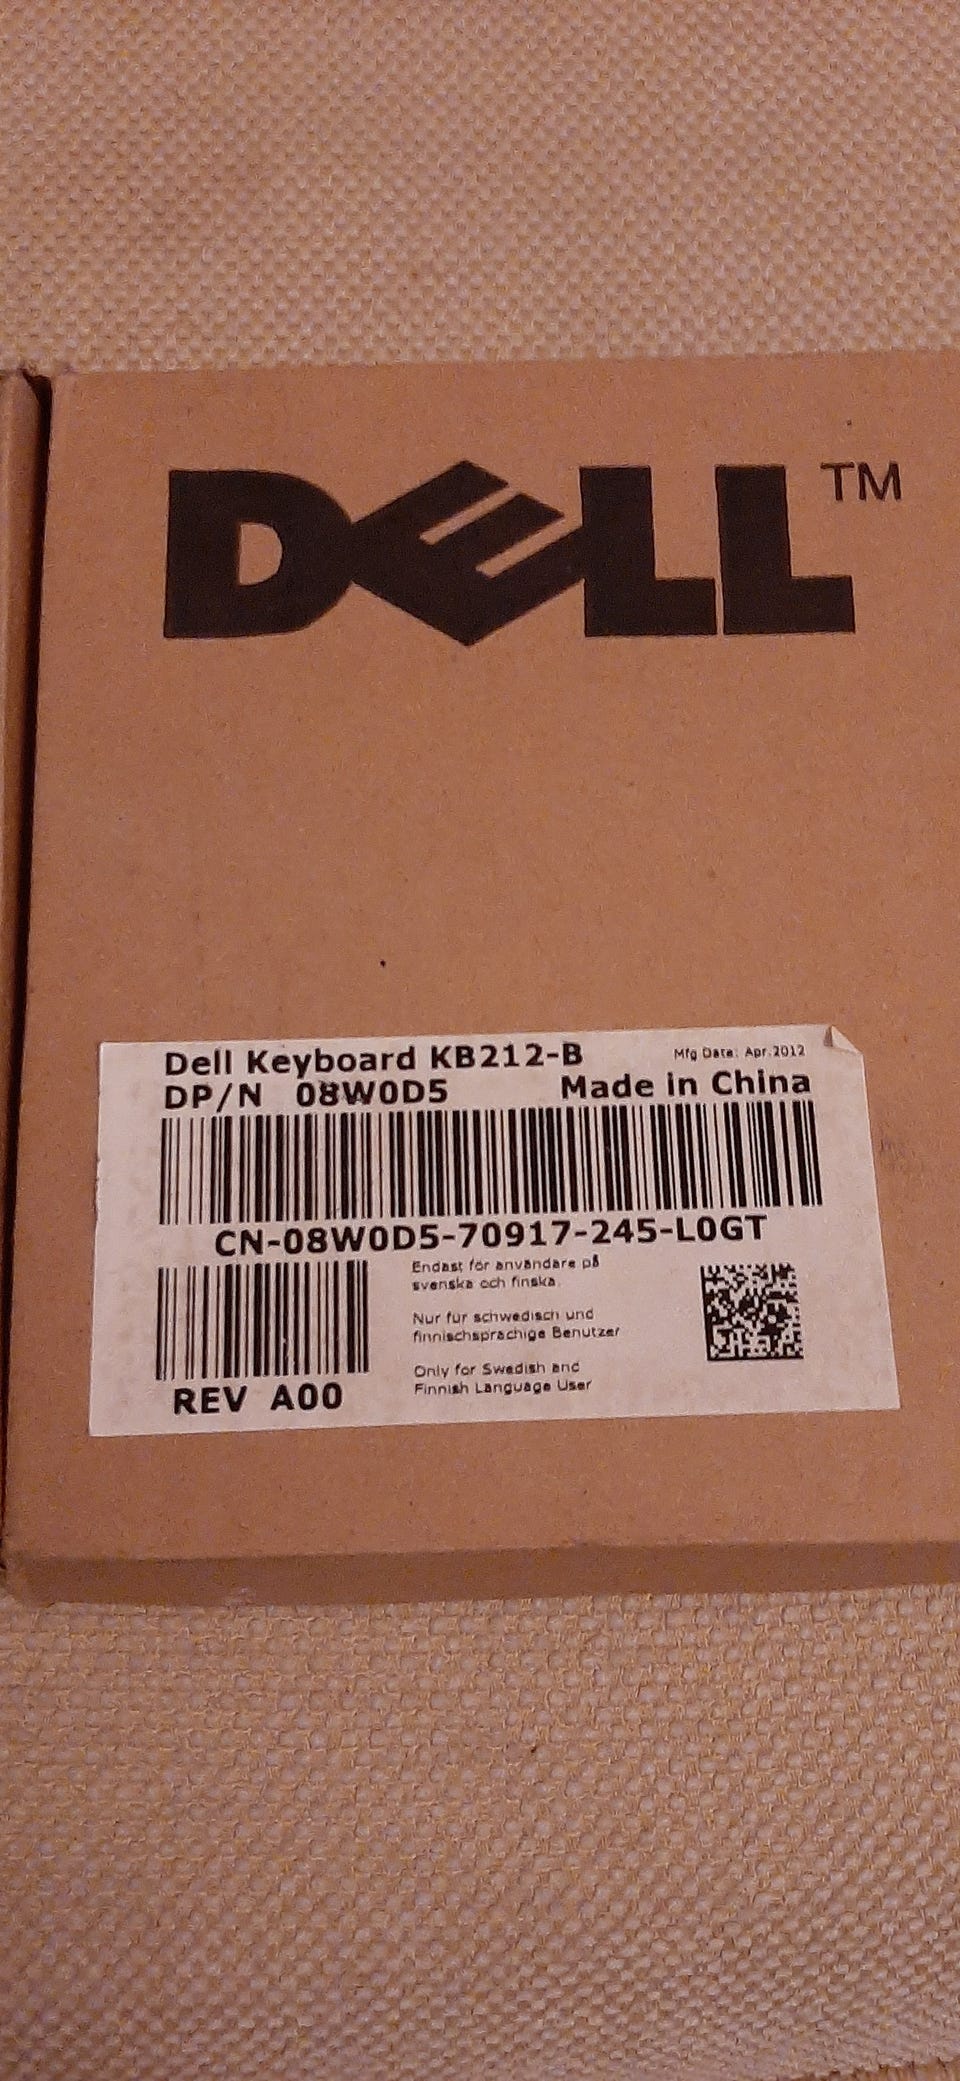 DELL™
Dell Keyboard KB212-B
Mfg Date: Apr.2012
DP/N 08W0D5
Made in China
CN-08W0D5-70917-245-L0GT
Endast för användare på
svenska och finska
Nur für schwedisch und
finnischsprachige Benutzer
Only for Swedish and
Finnish Language User
REV A00